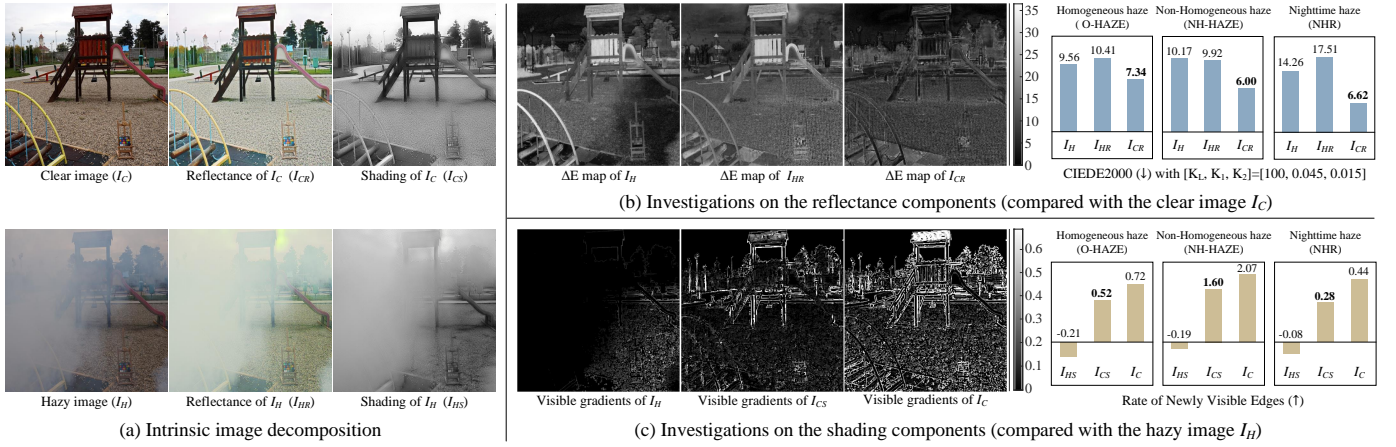 Clear image (I_C)
Reflectance of I_C (I_CR)
Shading of I_C (I_CS)
Hazy image (I_H)
Reflectance of I_H (I_HR)
Shading of I_H (I_HS)
(a) Intrinsic image decomposition
35
30
25
20
15
10
5
0
ΔE map of I_H
ΔE map of I_HR
ΔE map of I_CR
Homogeneous haze
( O-HAZE)
9.56
10.41
7.34
I_H
I_HR
I_CR
Non-Homogeneous haze
(NH-HAZE)
10.17
9.92
6.00
I_H
I_HR
I_CR
Nighttime haze
(NHR)
14.26
17.51
6.62
I_H
I_HR
I_CR
CIEDE2000 (↓) with [K_L, K_1, K_2]=[100, 0.045, 0.015]
(b) Investigations on the reflectance components (compared with the clear image I_C)
0.6
0.5
0.4
0.3
0.2
0.1
0
Visible gradients of I_H
Visible gradients of I_CS
Visible gradients of I_C
Homogeneous haze
(O-HAZE)
-0.21
0.52
0.72
I_HS
I_CS
I_C
Non-Homogeneous haze
(NH-HAZE)
-0.19
1.60
2.07
I_HS
I_CS
I_C
Nighttime haze
(NHR)
-0.08
0.28
0.44
I_HS
I_CS
I_C
Rate of Newly Visible Edges (↑)
(c) Investigations on the shading components (compared with the hazy image I_H)